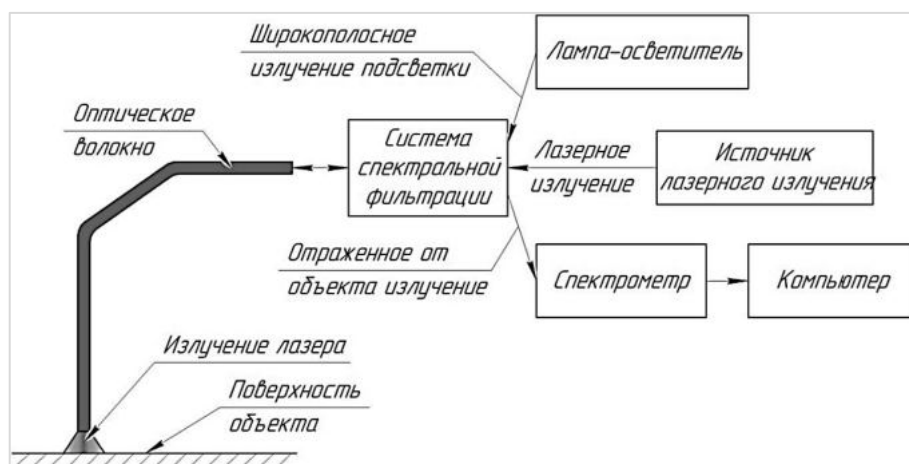 Широкополосное
излучение подсветки
Лампа-осветитель
Оптическое
волокно
Система
спектральной
фильтрации
Лазерное
излучение
Источник
лазерного излучения
Отраженное от
объекта излучение
Спектрометр
Компьютер
Излучение лазера
Поверхность
объекта